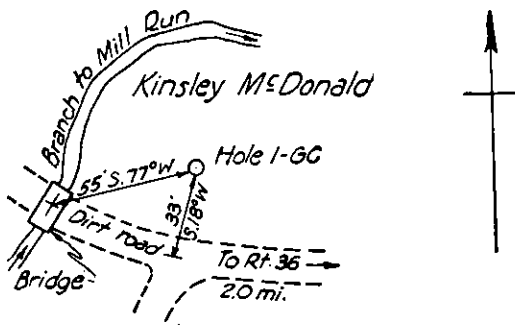 Branch to Mill Run
Kinsley McDonald
Hole 1-GC
55' S.77°W
33'
S.18°W
Dirt road
To Rt. 36
2.0 mi.
Bridge